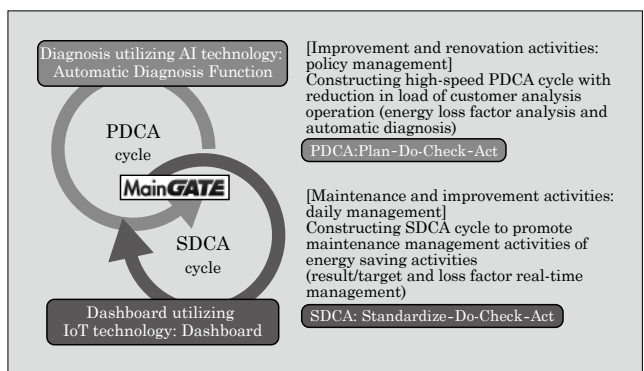 Diagnosis utilizing AI technology:
Automatic Diagnosis Function
PDCA
cycle
MainGATE
SDCA
cycle
Dashboard utilizing
IoT technology: Dashboard
[Improvement and renovation activities:
policy management]
Constructing high-speed PDCA cycle with
reduction in load of customer analysis
operation (energy loss factor analysis and
automatic diagnosis)
PDCA:Plan-Do-Check-Act
[Maintenance and improvement activities:
daily management]
Constructing SDCA cycle to promote
maintenance management activities of
energy saving activities
(result/target and loss factor real-time
management)
SDCA: Standardize-Do-Check-Act